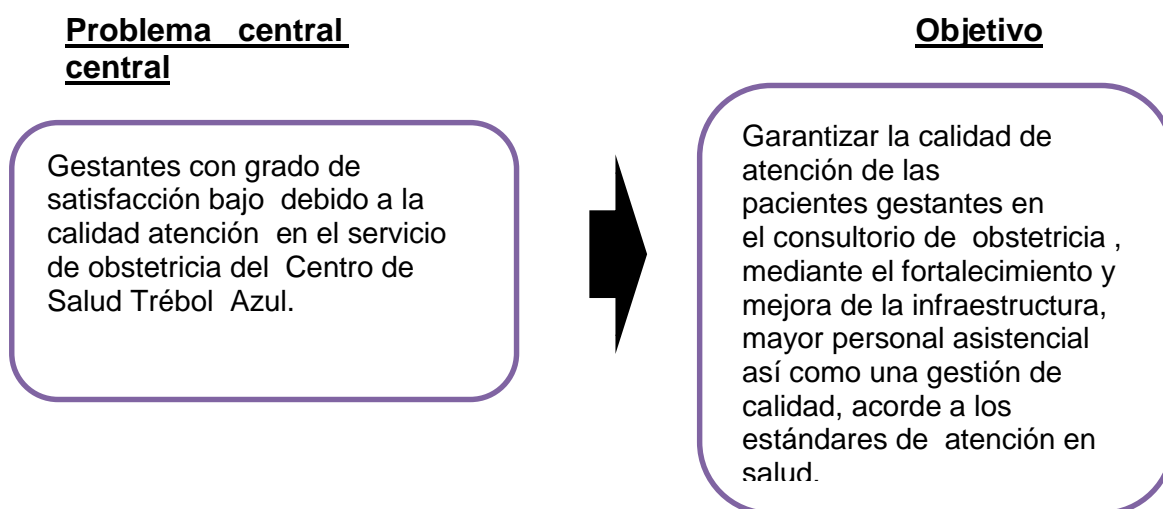 Problema central
central
Gestantes con grado de
satisfacción bajo debido a la
calidad atención en el servicio
de obstetricia del Centro de
Salud Trébol Azul.
Objetivo
Garantizar la calidad de
atención de las
pacientes gestantes en
el consultorio de obstetricia ,
mediante el fortalecimiento y
mejora de la infraestructura,
mayor personal asistencial
así como una gestión de
calidad, acorde a los
estándares de atención en
salud.